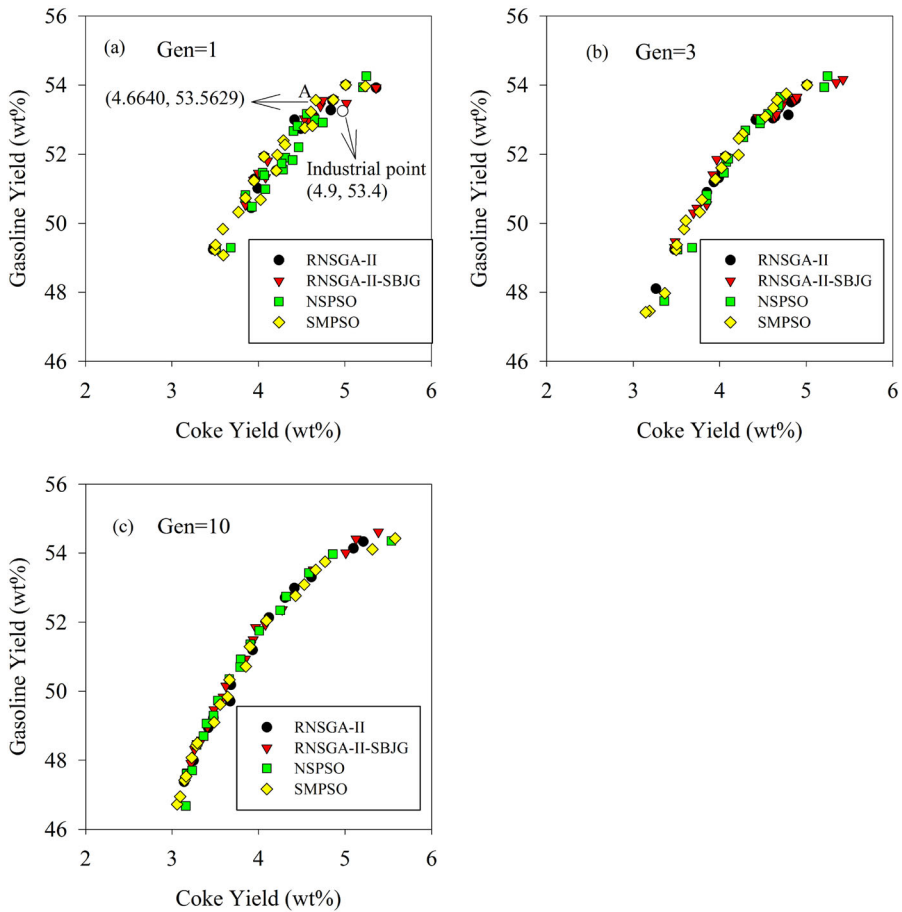 56
(a)
Gen=1
54
A
(4.6640, 53.5629)
52
Industrial point
(4.9, 53.4)
50
48
46
RNSGA-II
RNSGA-II-SBJG
NSPSO
SMPSO
2 3 4 5 6
Coke Yield (wt%)
Gasoline Yield (wt%)
56
(b)
Gen=3
54
52
50
48
46
RNSGA-II
RNSGA-II-SBJG
NSPSO
SMPSO
2 3 4 5 6
Coke Yield (wt%)
Gasoline Yield (wt%)
56
(c)
Gen=10
54
52
50
48
46
RNSGA-II
RNSGA-II-SBJG
NSPSO
SMPSO
2 3 4 5 6
Coke Yield (wt%)
Gasoline Yield (wt%)